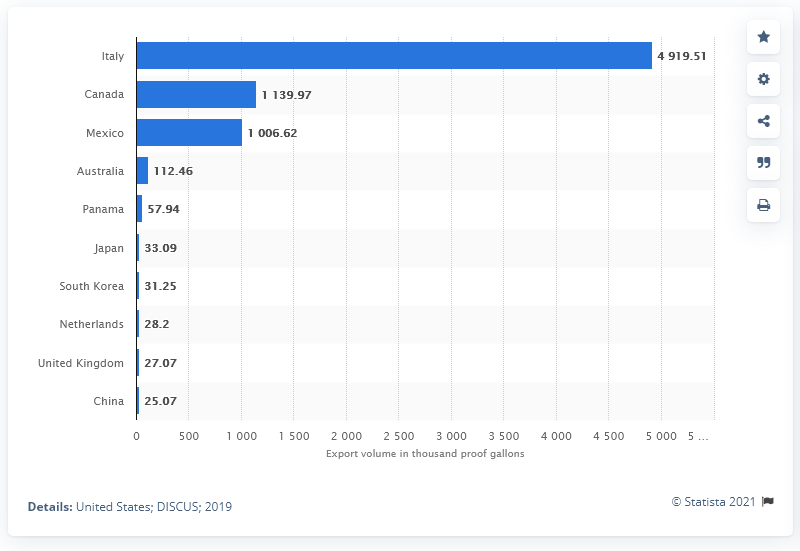 Italy 4 919.51
Canada 1 139.97
Mexico 1 006.62
Australia 112.46
Panama 57.94
Japan 33.09
South Korea 31.25
Netherlands 28.2
United Kingdom 27.07
China 25.07
0 500 1 000 1 500 2 000 2 500 3 000 3 500 4 000 4 500 5 000 5 ...
Export volume in thousand proof gallons
Details: United States; DISCUS; 2019
© Statista 2021